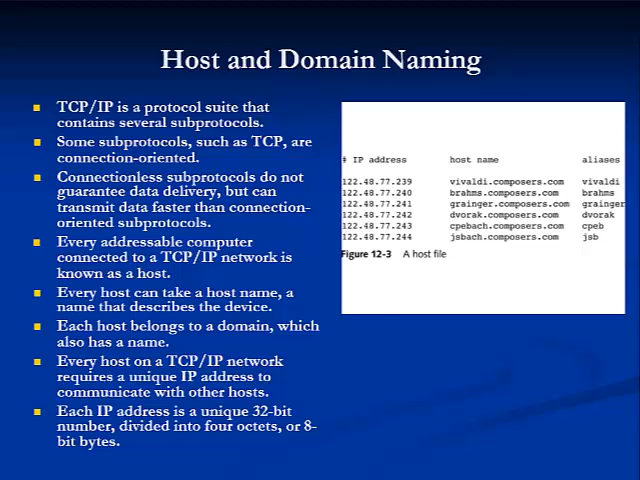 Host and Domain Naming
TCP/IP is a protocol suite that
contains several subprotocols.
Some subprotocols, such as TCP, are
connection-oriented.
Connectionless subprotocols do not
guarantee data delivery, but can
transmit data faster than connection-
oriented subprotocols.
Every addressable computer
connected to a TCP/IP network is
known as a host.
Every host can take a host name, a
name that describes the device.
Each host belongs to a domain, which
also has a name.
Every host on a TCP/IP network
requires a unique IP address to
communicate with other hosts.
Each IP address is a unique 32-bit
number, divided into four octets, or 8-
bit bytes.
# IP address host name aliases
122.48.77.239 vivaldi.composers.com vivaldi
122.48.77.240 brahms.composers.com brahms
122.48.77.241 grainger.composers.com grainger
122.48.77.242 dvorak.composers.com dvorak
122.48.77.243 cpebach.composers.com cpeb
122.48.77.244 jsbach.composers.com jsb
Figure 12-3 A host file